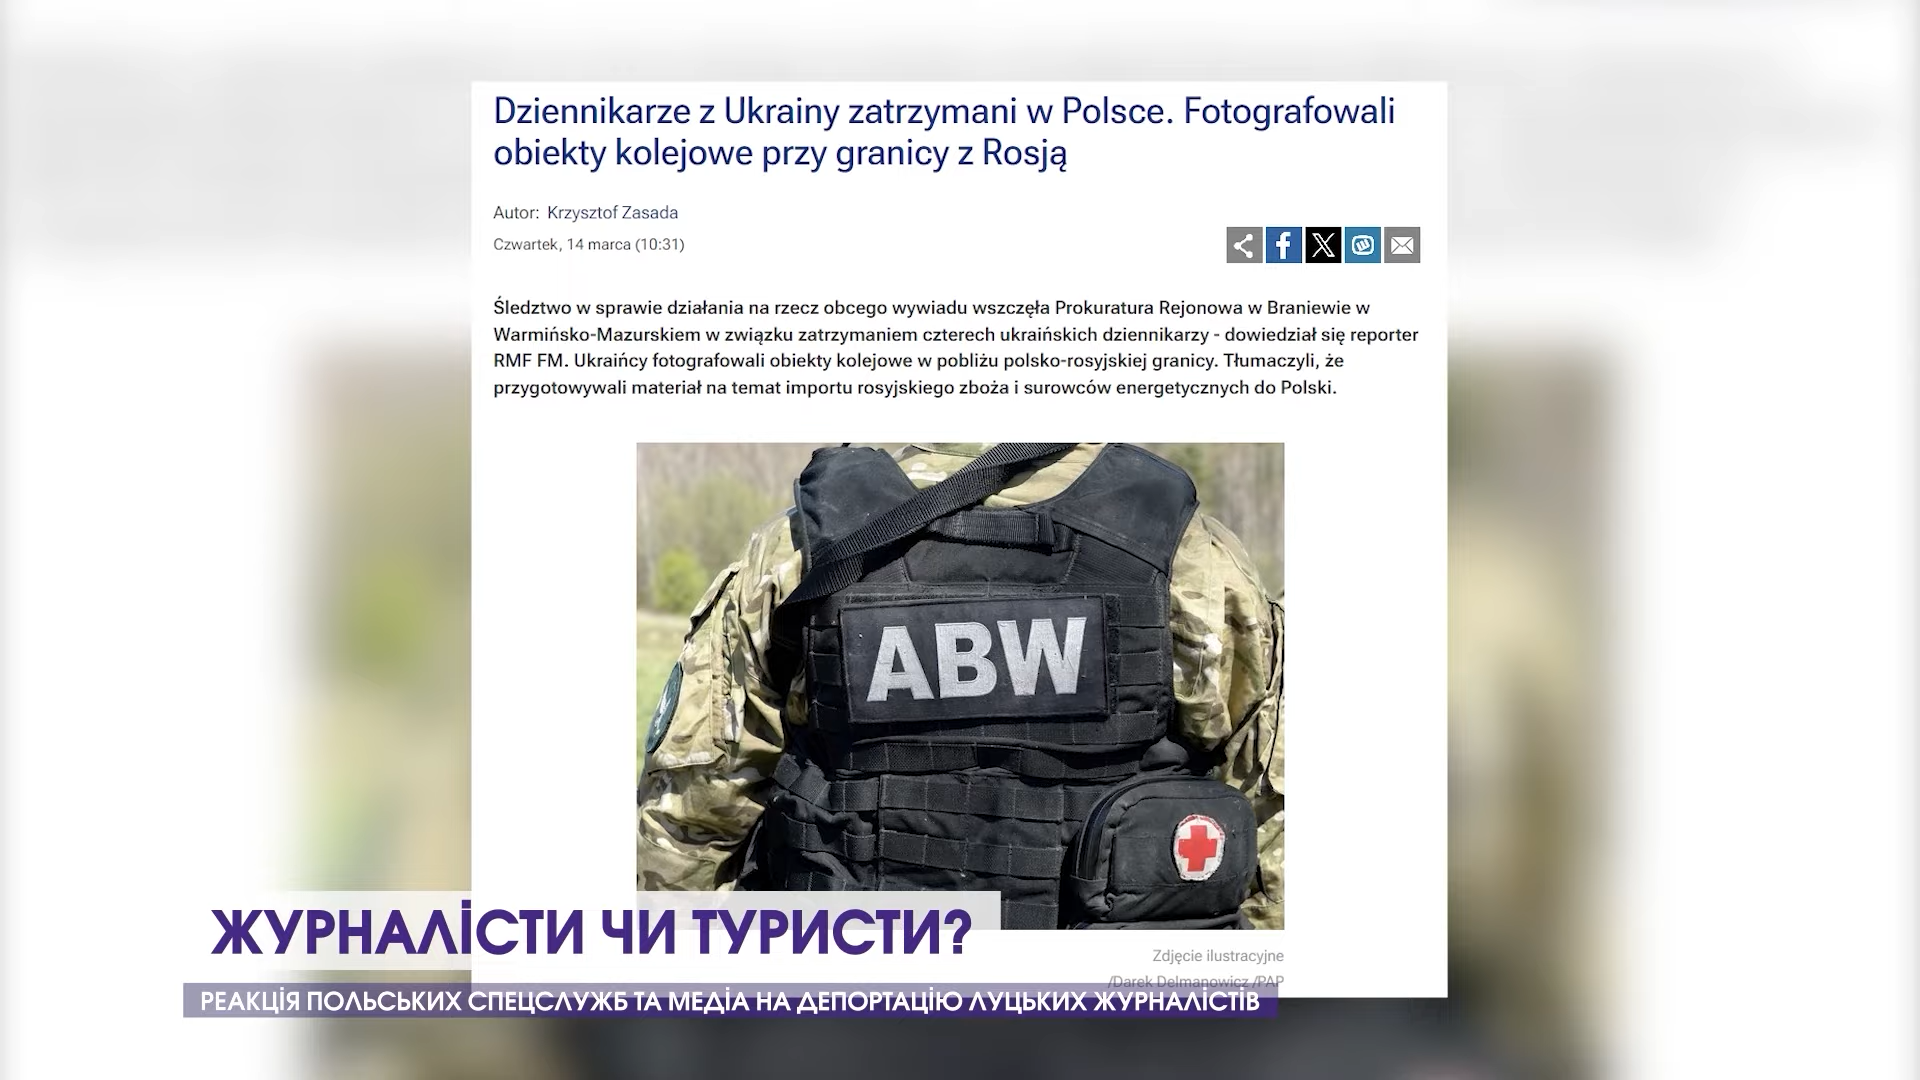 Dziennikarze z Ukrainy zatrzymani w Polsce. Fotografowali
obiekty kolejowe przy granicy z Rosją
Autor: Krzysztof Zasada
Czwartek, 14 marca (10:31)
Śledztwo w sprawie działania na rzecz obcego wywiadu wszczęła Prokuratura Rejonowa w Braniewie w
Warmińsko-Mazurskiem w związku zatrzymaniem czterech ukraińskich dziennikarzy - dowiedział się reporter
RMF FM. Ukraińcy fotografowali obiekty kolejowe w pobliżu polsko-rosyjskiej granicy. Tłumaczyli, że
przygotowywali materiał na temat importu rosyjskiego zboża i surowców energetycznych do Polski.
ABW
ЖУРНАЛІСТИ ЧИ ТУРИСТИ?
Zdjęcie ilustracyjne
/Darek Delmanowicz /PAP
РЕАКЦІЯ ПОЛЬСЬКИХ СПЕЦСЛУЖБ ТА МЕДІА НА ДЕПОРТАЦІЮ ЛУЦЬКИХ ЖУРНАЛІСТІВ